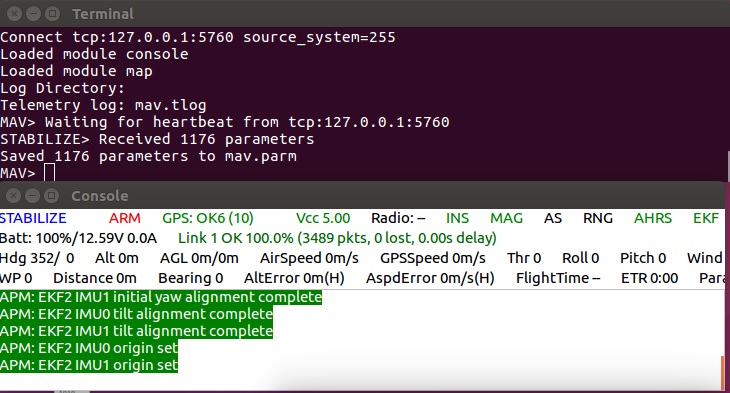 Terminal
Connect tcp:127.0.0.1:5760 source_system=255
Loaded module console
Loaded module map
Log Directory:
Telemetry log: mav.tlog
MAV> Waiting for heartbeat from tcp:127.0.0.1:5760
STABILIZE> Received 1176 parameters
Saved 1176 parameters to mav.parm
MAV>
Console
STABILIZE ARM GPS: OK6 (10) Vcc 5.00 Radio: -- INS MAG AS RNG AHRS EKF
Batt: 100%/12.59V 0.0A Link 1 OK 100.0% (3489 pkts, 0 lost, 0.00s delay)
Hdg 352/ 0 Alt 0m AGL 0m/0m AirSpeed 0m/s GPSSpeed 0m/s Thr 0 Roll 0 Pitch 0 Wind
WP 0 Distance 0m Bearing 0 AltError 0m(H) AspdError 0m/s(H) FlightTime -- ETR 0:00 Para
APM: EKF2 IMU1 initial yaw alignment complete
APM: EKF2 IMU0 tilt alignment complete
APM: EKF2 IMU1 tilt alignment complete
APM: EKF2 IMU0 origin set
APM: EKF2 IMU1 origin set